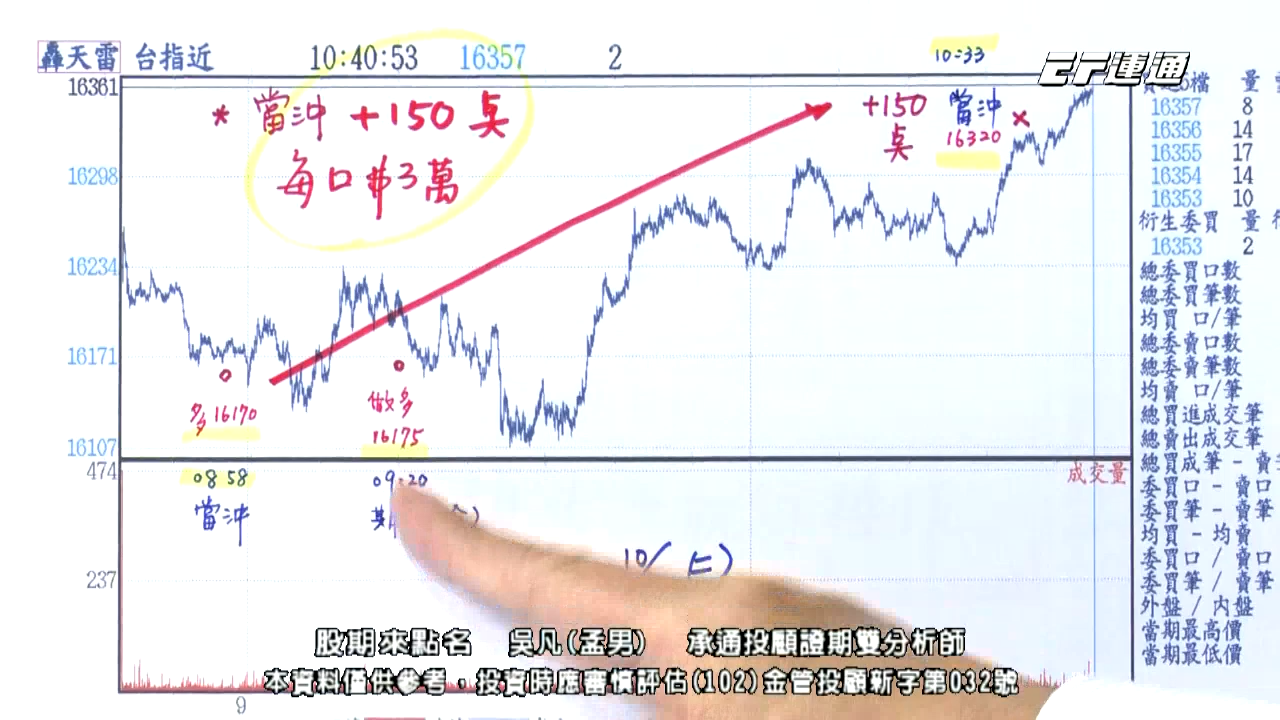 轟天雷 台指近 10:40:53 16357 2
10:33
運通
16361
* 當沖 +150 點
每口 $3萬
+150
點
當沖 ×
16320
量
16357 8
16356 14
16355 17
16354 14
16353 10
衍生委買 量
16353 2
16298
16234
16171
16107
多 16170
做多
16175
總委買口數
總委買筆數
均買 口/筆
總委賣口數
總委賣筆數
均賣 口/筆
總買進成交筆
總賣出成交筆
總買成筆 - 賣
委買口 - 賣口
委買筆 - 賣筆
均買 - 均賣
委買口 / 賣口
委買筆 / 賣筆
外盤 / 內盤
當期最高價
當期最低價
474
成交量
08 58
09:20
當沖
237
9
股期來點名 吳凡(孟男) 承通投顧證期雙分析師
本資料僅供參考，投資時應審慎評估(102)金管投顧新字第032號